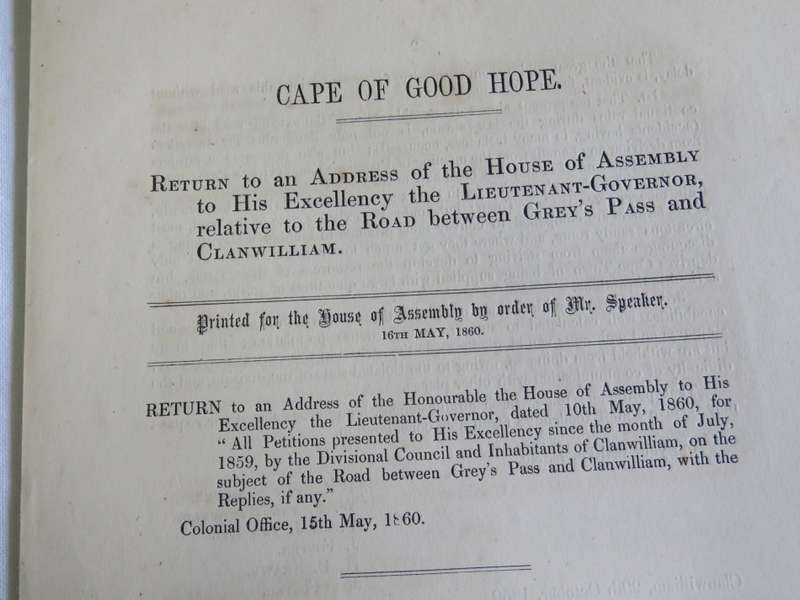 CAPE OF GOOD HOPE.
RETURN to an ADDRESS of the HOUSE of ASSEMBLY
to His Excellency the LIEUTENANT-GOVERNOR,
relative to the ROAD between GREY'S PASS and
CLANWILLIAM.
Printed for the House of Assembly by order of Mr. Speaker.
16TH MAY, 1860.
RETURN to an Address of the Honourable the House of Assembly to His
Excellency the Lieutenant-Governor, dated 10th May, 1860, for
“ All Petitions presented to His Excellency since the month of July,
1859, by the Divisional Council and Inhabitants of Clanwilliam, on the
subject of the Road between Grey's Pass and Clanwilliam, with the
Replies, if any.”
Colonial Office, 15th May, 1860.